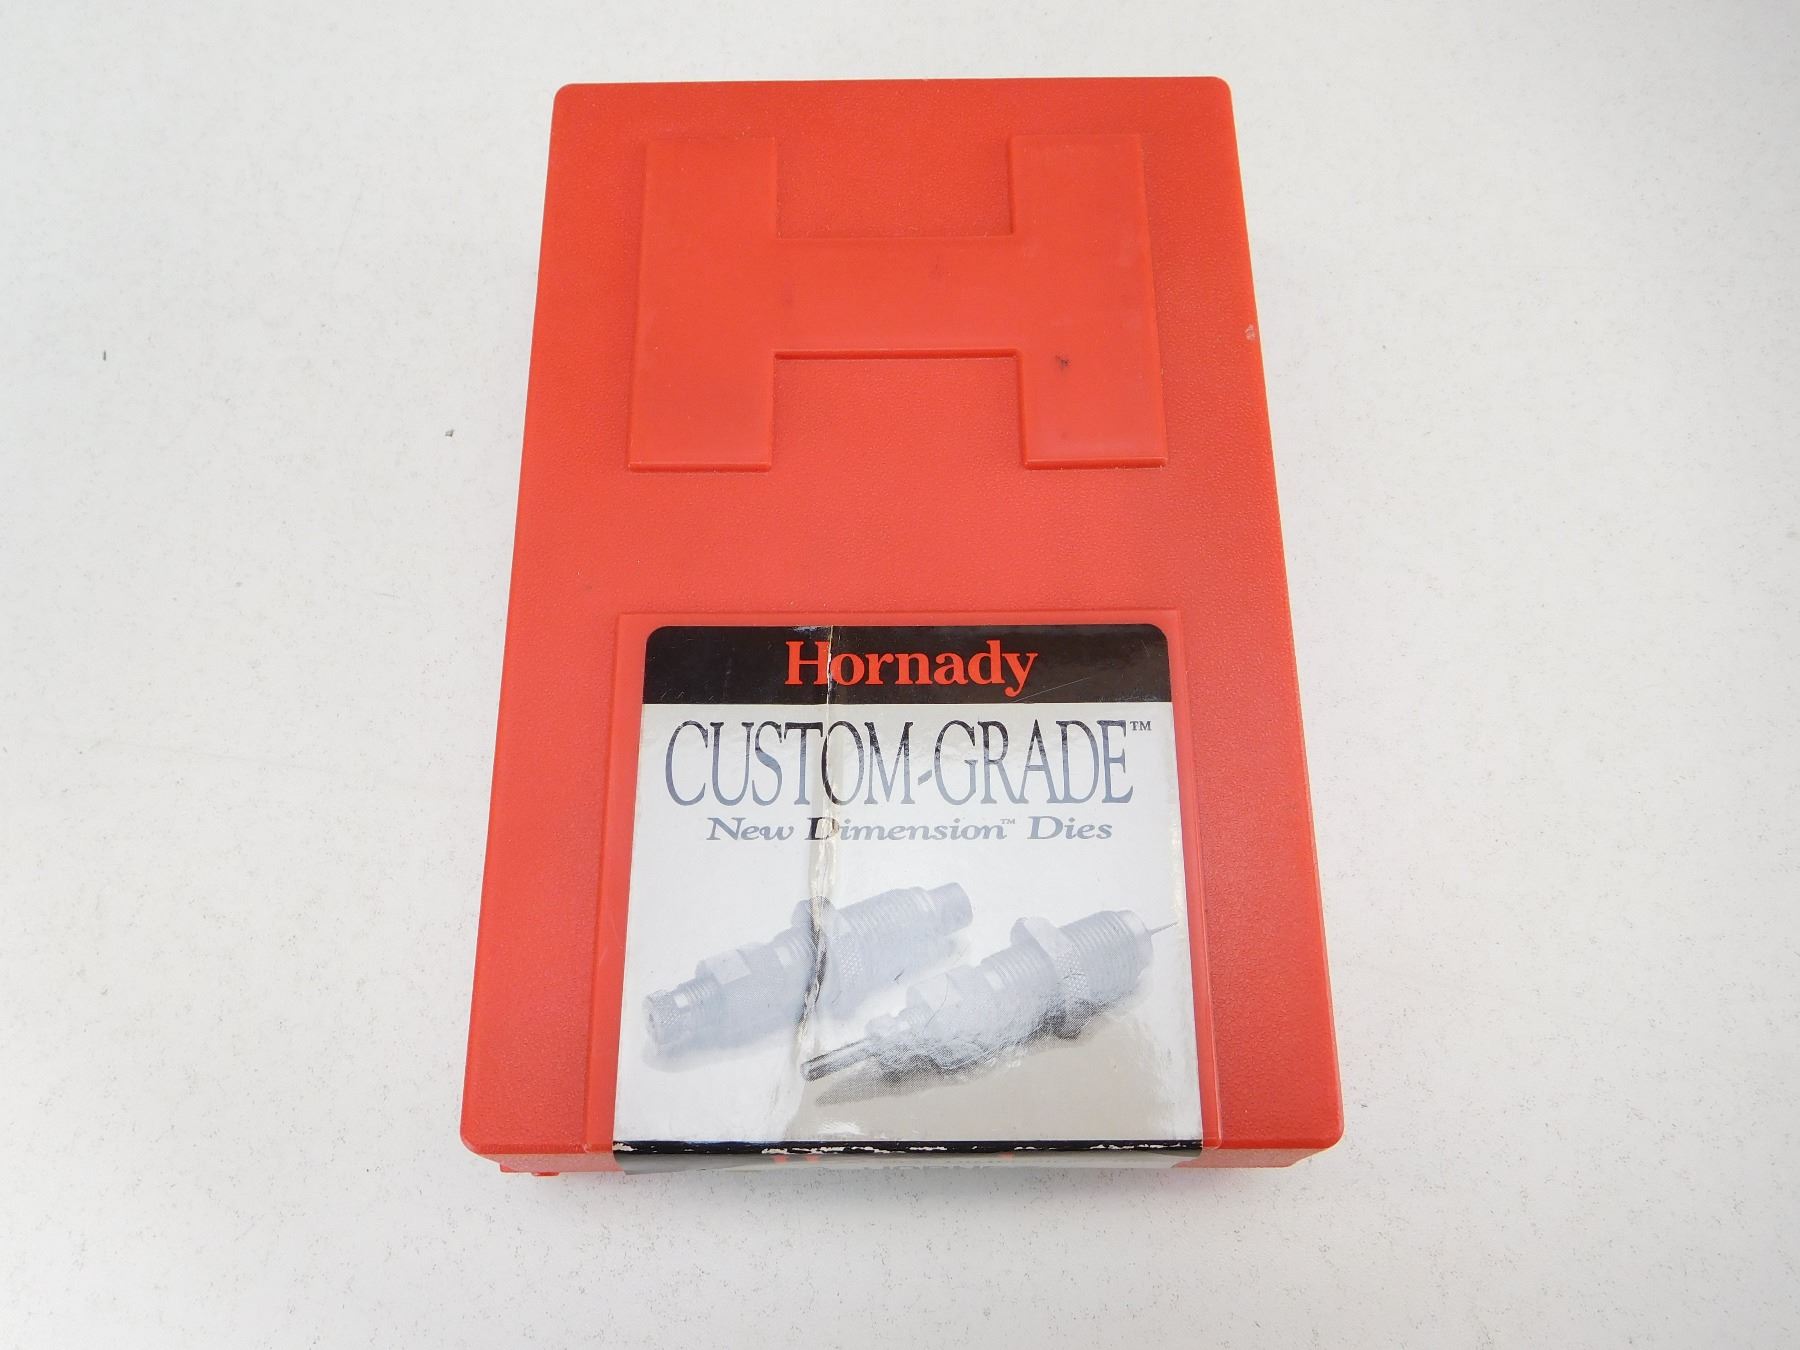 H
Hornady
CUSTOM-GRADE™
New Dimension™ Dies